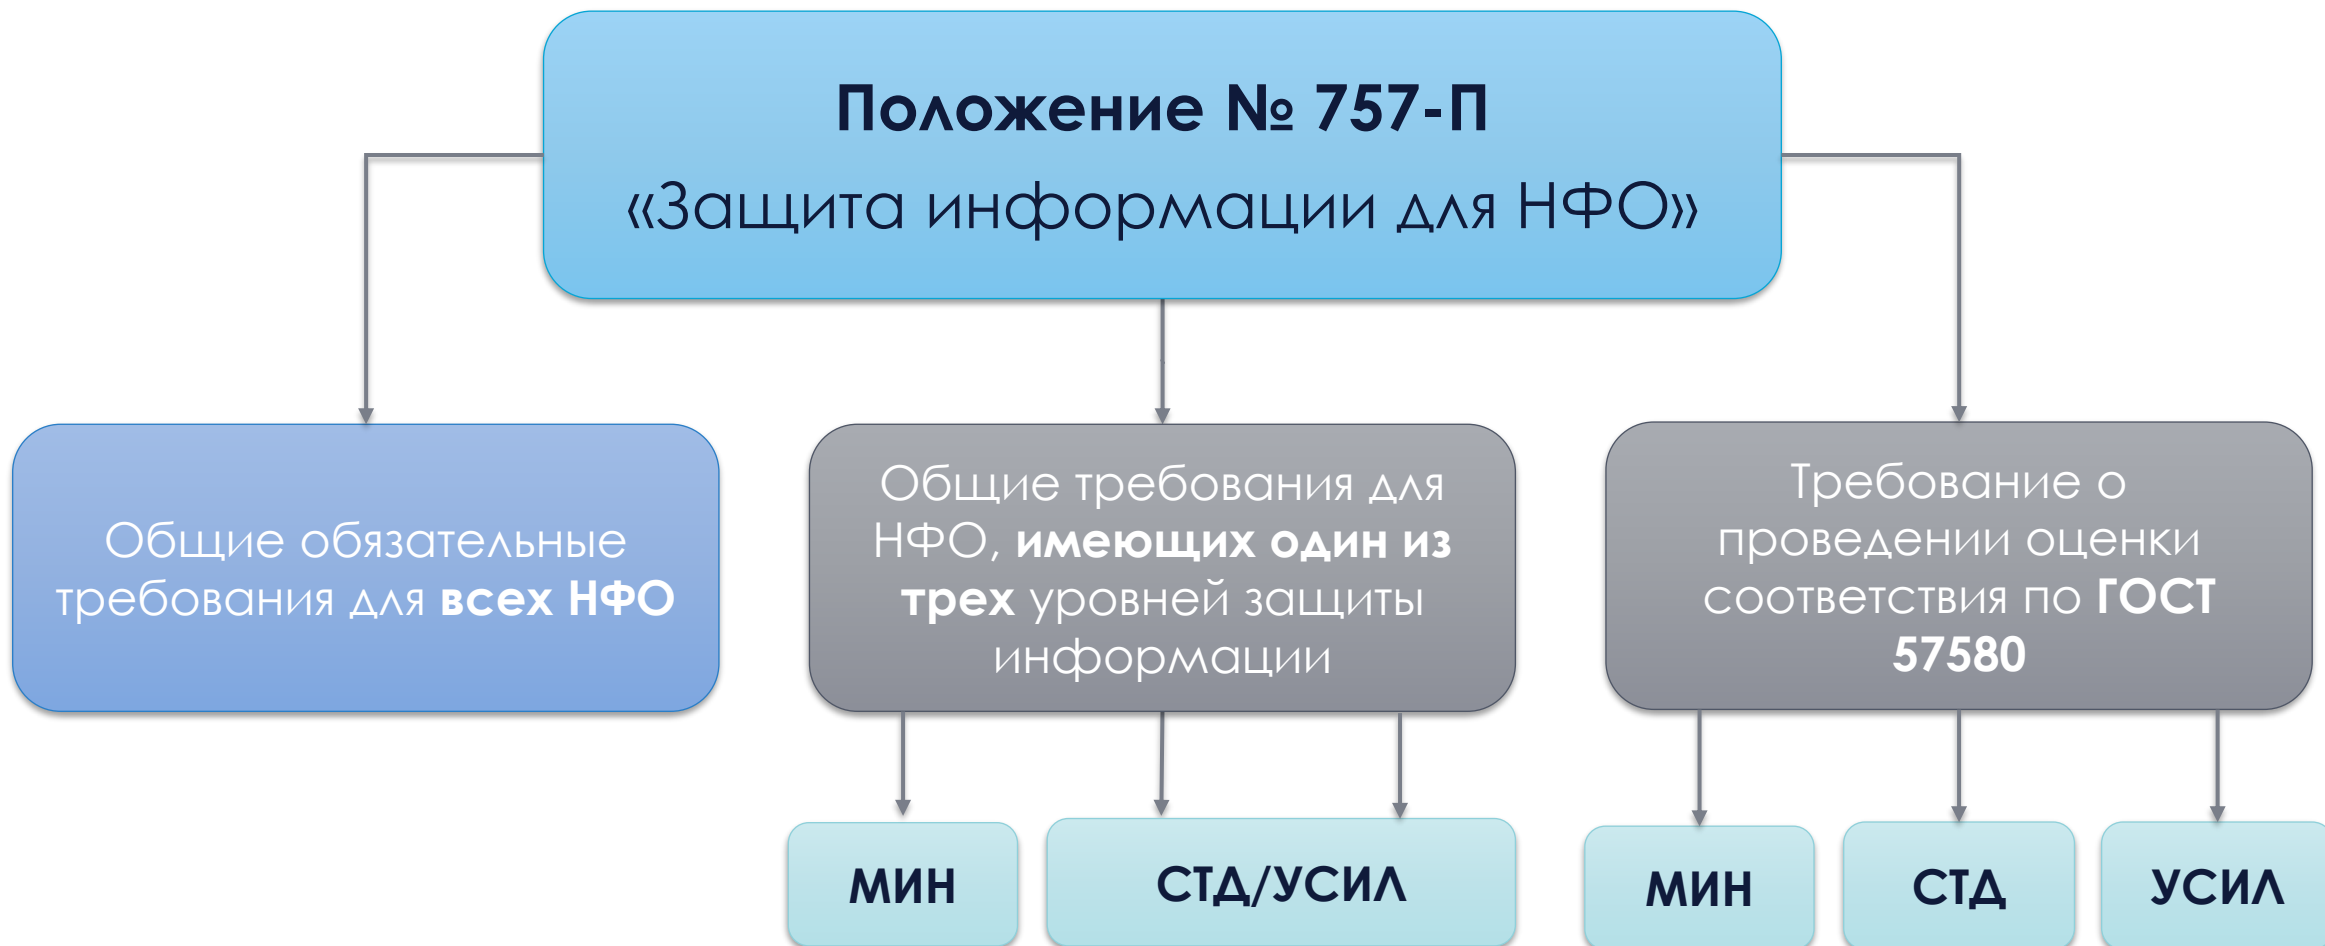 Положение № 757-П
«Защита информации для НФО»
Общие обязательные
требования для всех НФО
Общие требования для
НФО, имеющих один из
трех уровней защиты
информации
Требование о
проведении оценки
соответствия по ГОСТ
57580
МИН
СТД/УСИЛ
МИН
СТД
УСИЛ